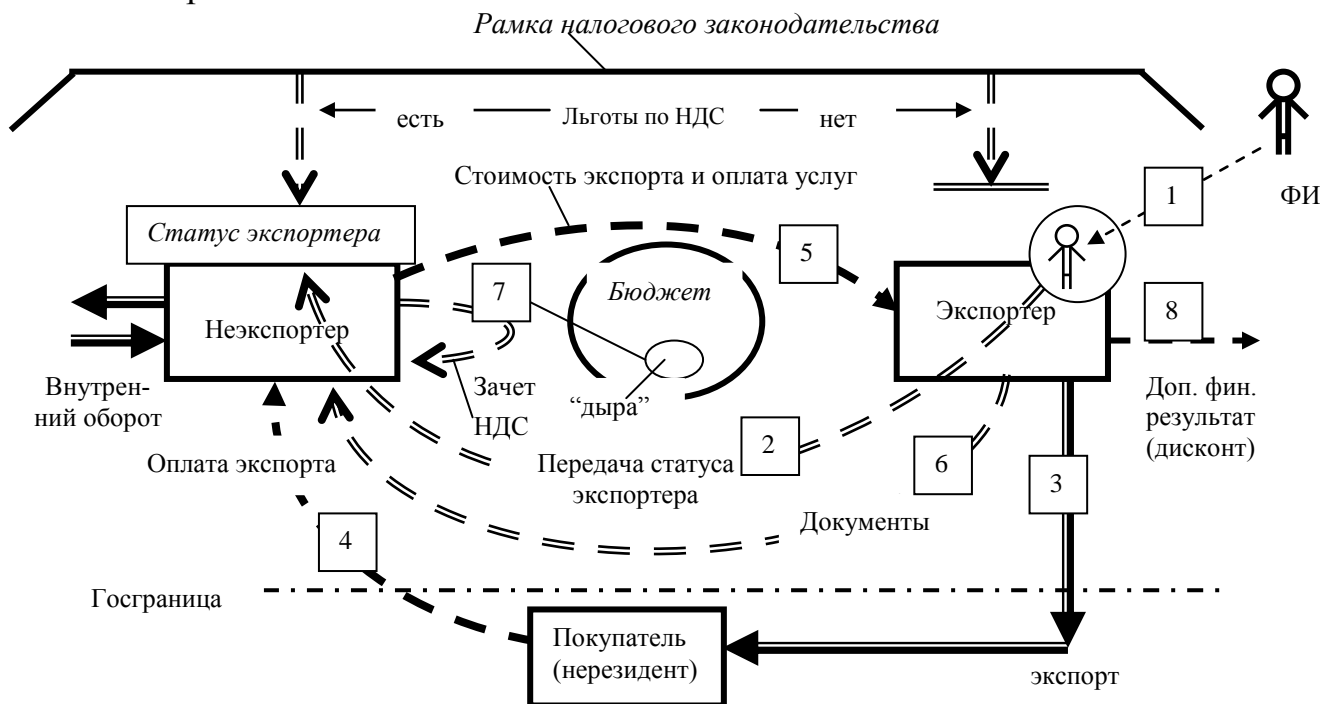 Рамка налогового законодательства
есть
Льготы по НДС
нет
Стоимость экспорта и оплата услуг
1
ФИ
Статус экспортера
5
7
Бюджет
Неэкспортер
Экспортер
8
Внутрен-
ний оборот
Зачет
НДС
“дыра”
Доп. фин.
результат
(дисконт)
Оплата экспорта
Передача статуса
экспортера
2
6
3
Документы
4
Госграница
Покупатель
(нерезидент)
экспорт